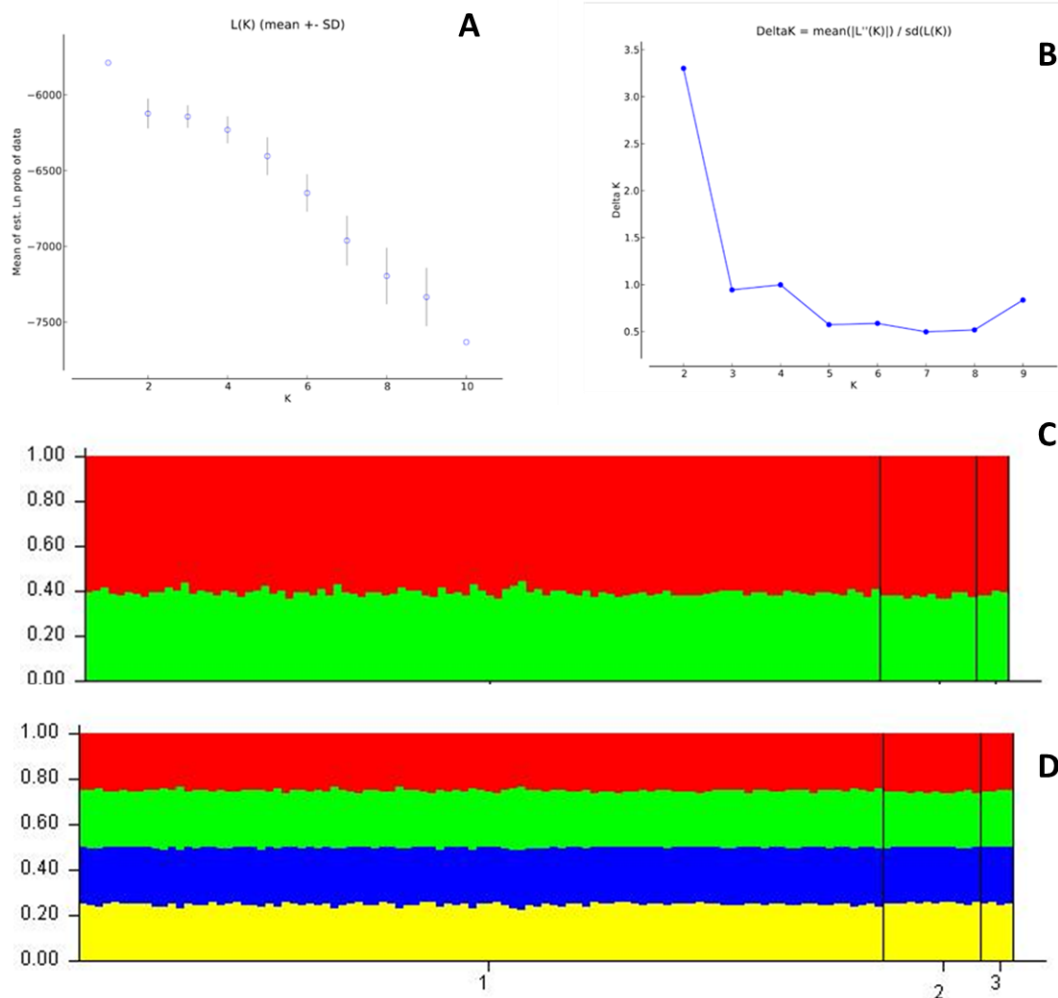 L(K) (mean +- SD)
A
Mean of est. Ln prob of data
−6000
−6500
−7000
−7500
2 4 6 8 10
K
DeltaK = mean(|L''(K)|) / sd(L(K))
B
Delta K
3.5
3.0
2.5
2.0
1.5
1.0
0.5
2 3 4 5 6 7 8 9
K
C
1.00
0.80
0.60
0.40
0.20
0.00
D
1.00
0.80
0.60
0.40
0.20
0.00
1 2 3